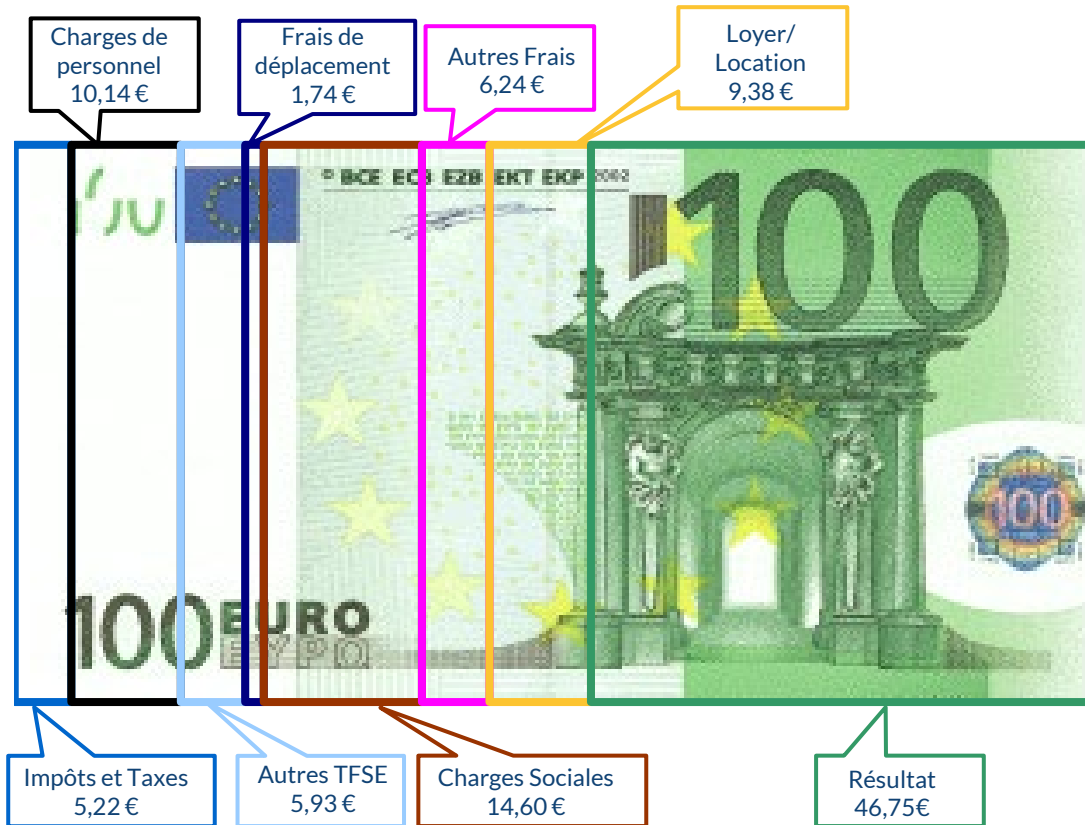 Charges de
personnel
10,14 €
Frais de
déplacement
1,74 €
Autres Frais
6,24 €
Loyer/
Location
9,38 €
© BCE ECB EZB EKT EKP 2002
100
100
100 EURO
ΕΥΡΩ
Impôts et Taxes
5,22 €
Autres TFSE
5,93 €
Charges Sociales
14,60 €
Résultat
46,75€